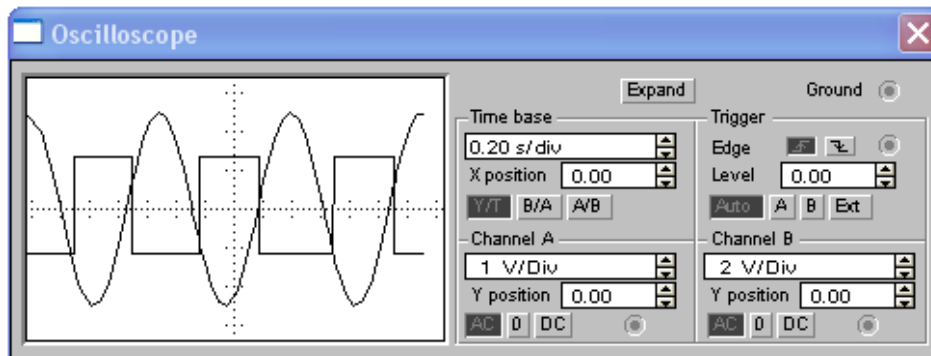 Oscilloscope
Expand
Ground
Time base
0.20 s/div
X position 0.00
Y/T B/A A/B
Trigger
Edge
Level 0.00
Auto A B Ext
Channel A
1 V/Div
Y position 0.00
AC 0 DC
Channel B
2 V/Div
Y position 0.00
AC 0 DC